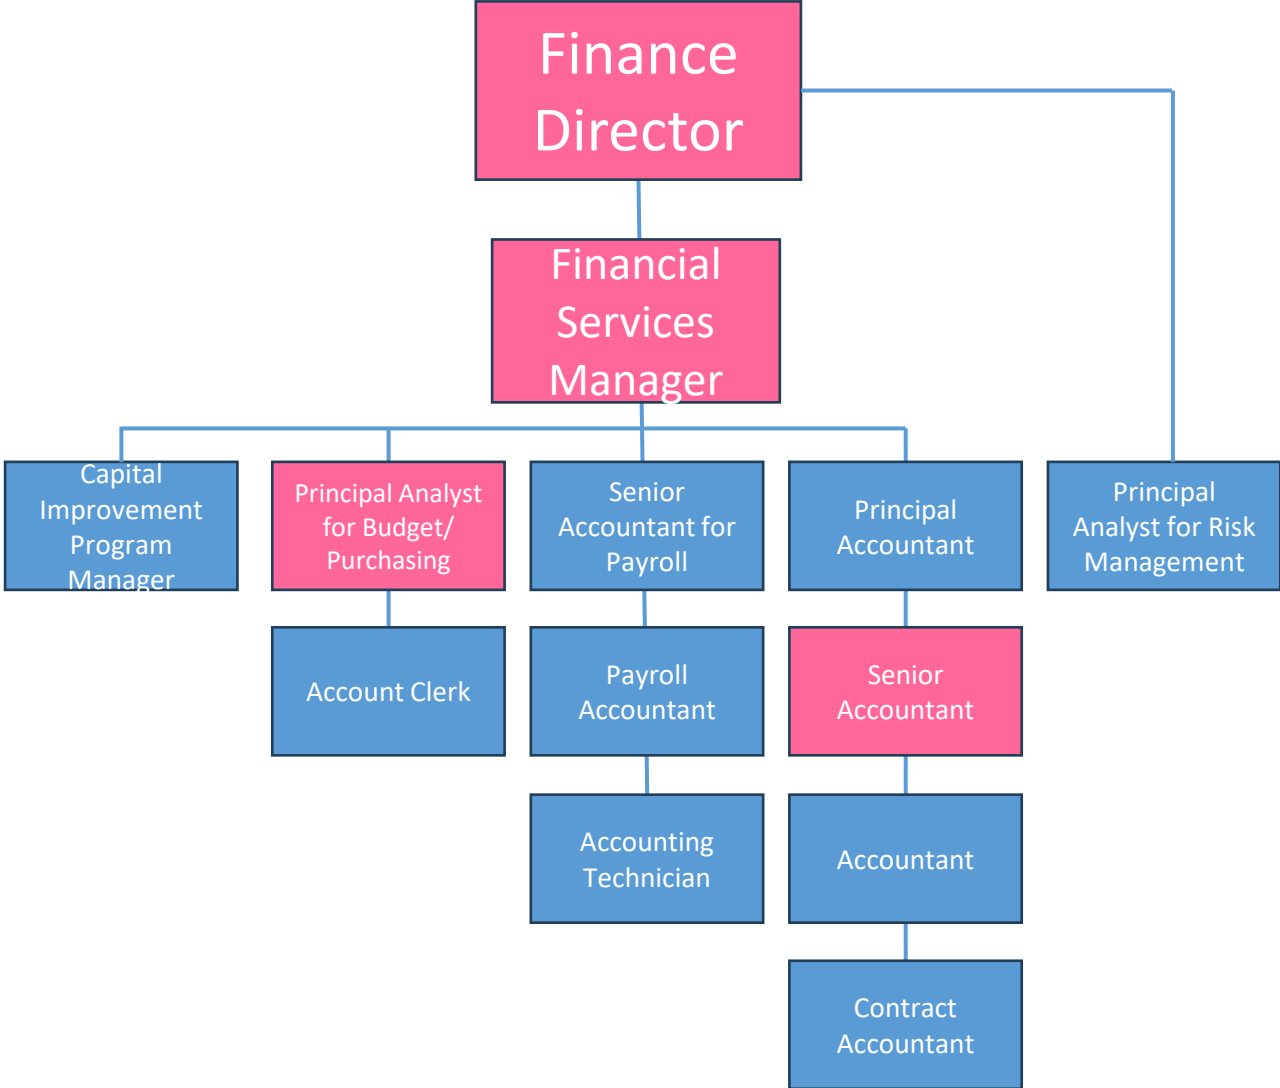 Finance
Director
Financial
Services
Manager
Capital
Improvement
Program
Manager
Principal Analyst
for Budget/
Purchasing
Senior
Accountant for
Payroll
Principal
Accountant
Principal
Analyst for Risk
Management
Account Clerk
Payroll
Accountant
Senior
Accountant
Accounting
Technician
Accountant
Contract
Accountant